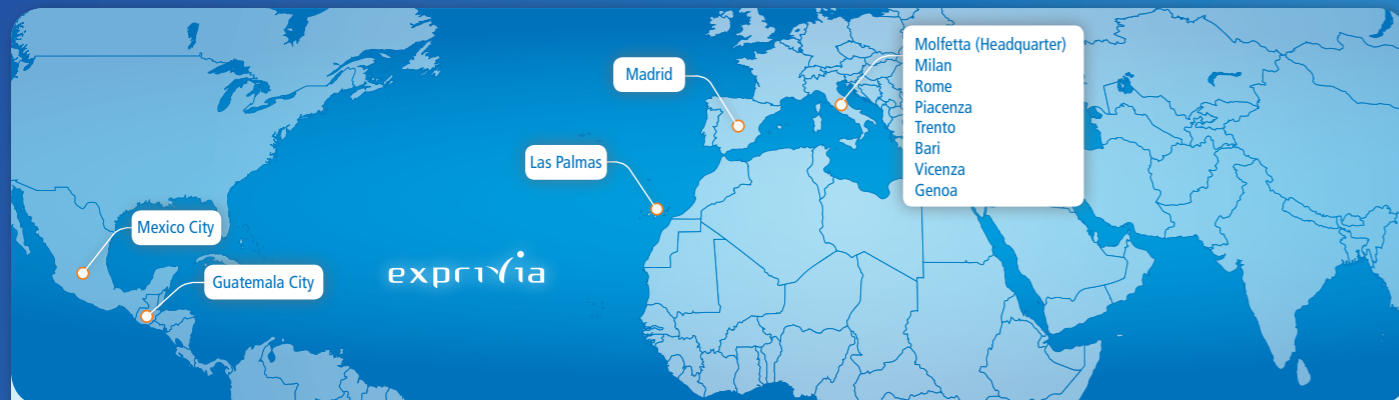 Madrid
Molfetta (Headquarter)
Milan
Rome
Piacenza
Trento
Bari
Vicenza
Genoa
Las Palmas
Mexico City
Guatemala City
exprivia